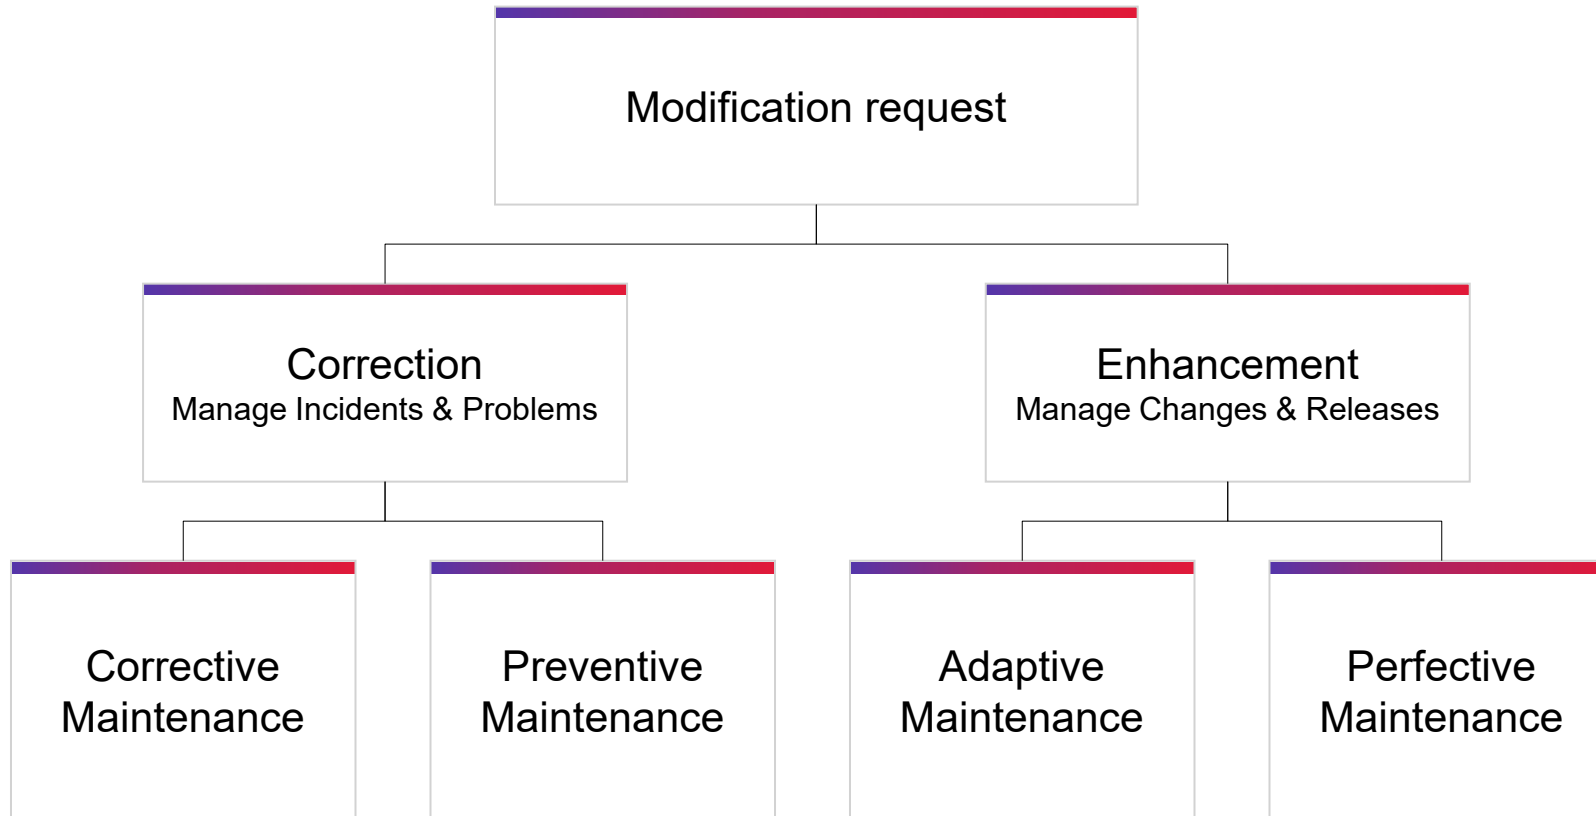 Modification request
Correction
Manage Incidents & Problems
Enhancement
Manage Changes & Releases
Corrective
Maintenance
Preventive
Maintenance
Adaptive
Maintenance
Perfective
Maintenance